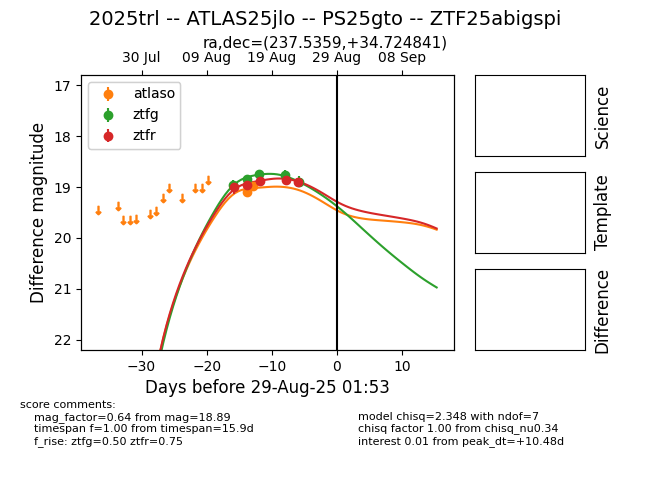 2025trl -- ATLAS25jlo -- PS25gto -- ZTF25abigspi
ra,dec=(237.5359,+34.724841)
30 Jul 09 Aug 19 Aug 29 Aug 08 Sep
17
18
19
20
21
22
Difference magnitude
atlaso
ztfg
ztfr
−30 −20 −10 0 10
Days before 29-Aug-25 01:53
Science
Template
Difference
score comments:
mag_factor=0.64 from mag=18.89
timespan f=1.00 from timespan=15.9d
f_rise: ztfg=0.50 ztfr=0.75
model chisq=2.348 with ndof=7
chisq factor 1.00 from chisq_nu0.34
interest 0.01 from peak_dt=+10.48d